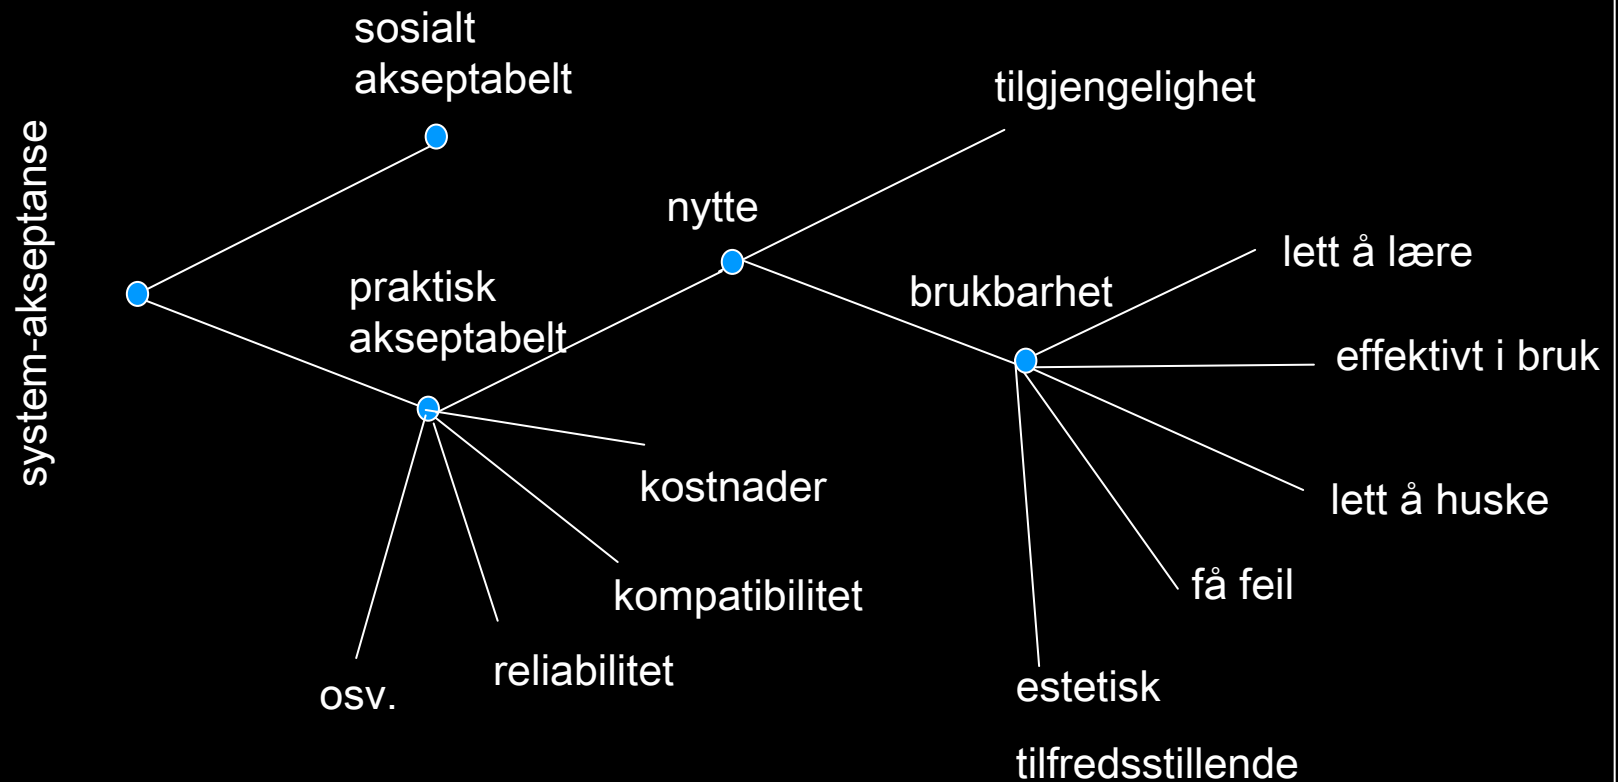 sosialt
akseptabelt
tilgjengelighet
system-akseptanse
nytte
lett å lære
praktisk
akseptabelt
brukbarhet
effektivt i bruk
kostnader
lett å huske
kompatibilitet
få feil
reliabilitet
osv.
estetisk
tilfredsstillende